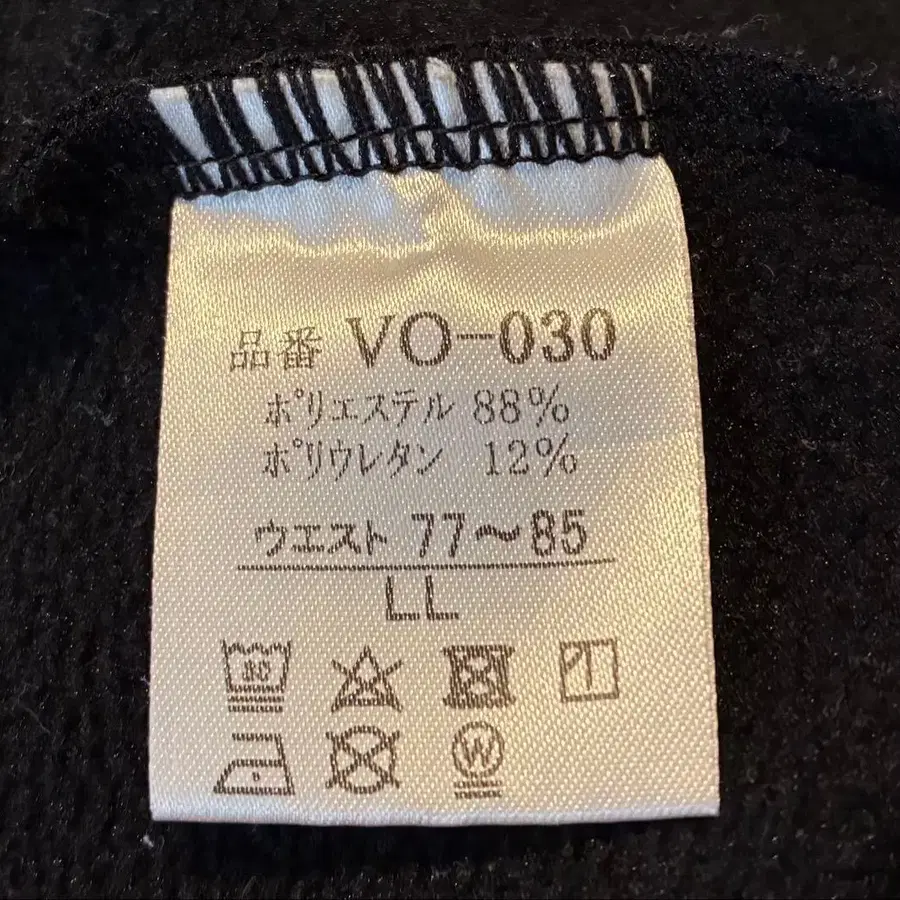 品番 VO-030
ポリエステル 88%
ポリウレタン 12%
ウエスト 77～85
LL
30
W